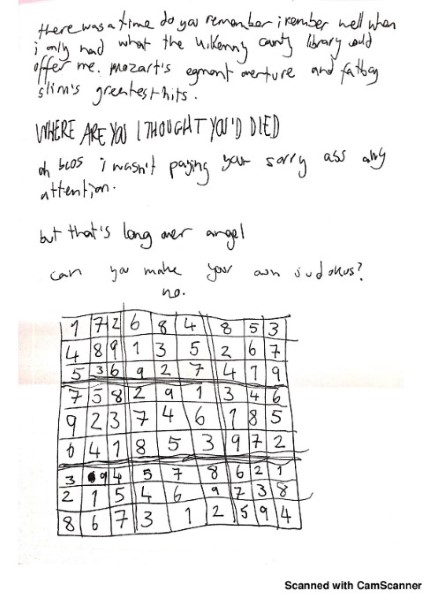 there was a time do you remember i remember well when
i only had what the kilkenny county library could
offer me. mozart's egmont overture and fatboy
slim's greatest hits.
WHERE ARE YOU I THOUGHT YOU'D DIED
oh bcos i wasn't paying your sorry ass any
attention.
but that's long over angel
can you make your own sudokus?
no.
1 7 2 6 8 4 8 5 3
4 8 9 1 3 5 2 6 7
5 3 6 9 2 7 4 1 9
7 5 8 2 9 1 3 4 6
9 2 3 7 4 6 1 8 5
6 4 1 8 5 3 9 7 2
3 9 4 5 7 8 6 2 1
2 1 5 4 6 9 7 3 8
8 6 7 3 1 2 5 9 4
Scanned with CamScanner